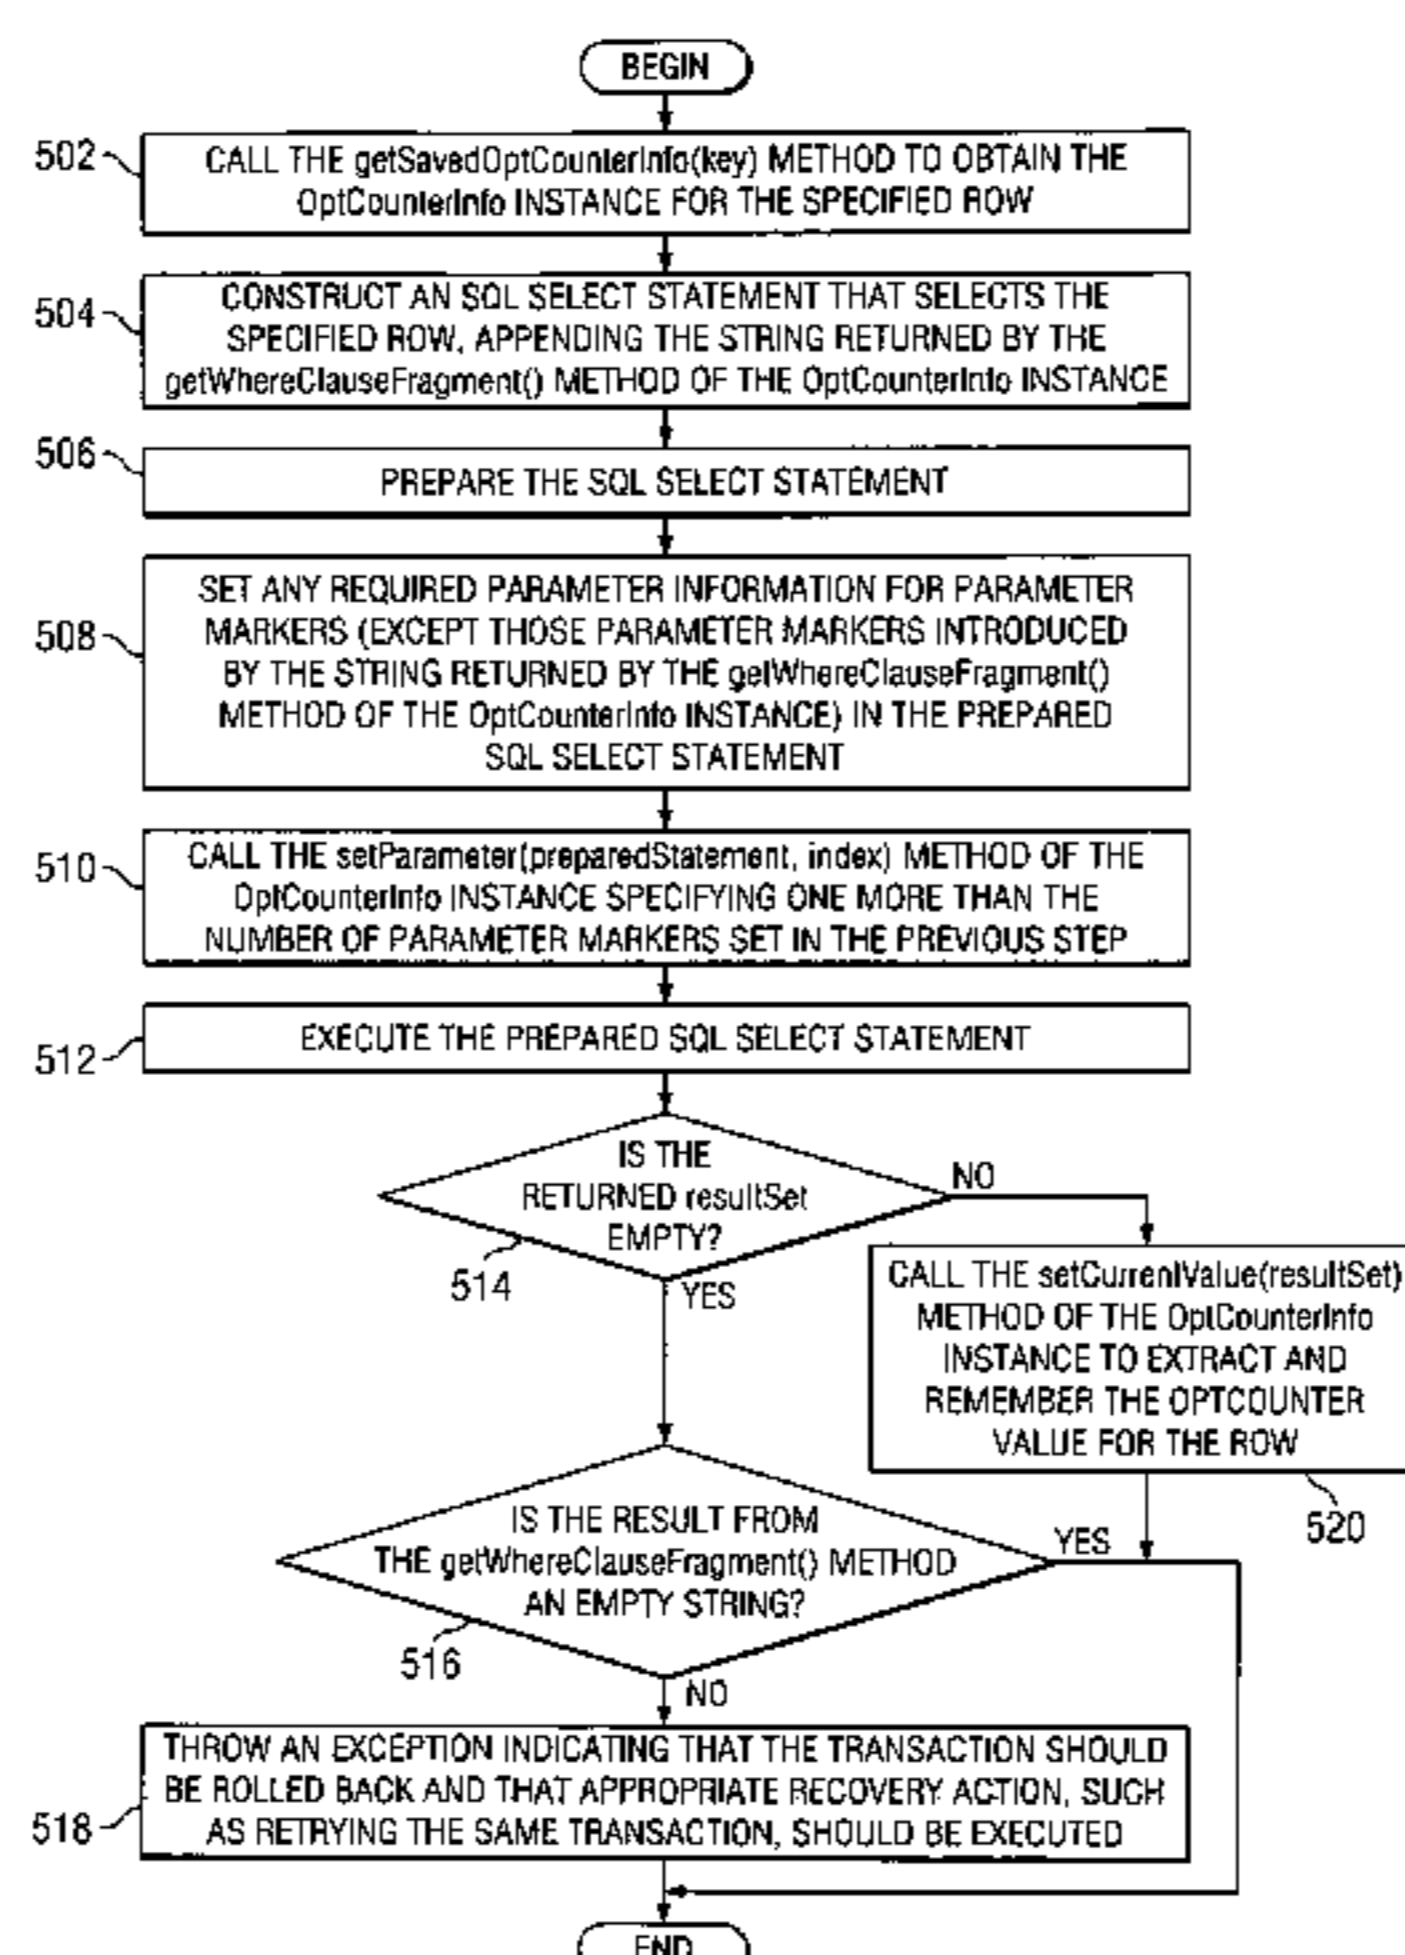 BEGIN
502
CALL THE getSavedOptCounterInfo(key) METHOD TO OBTAIN THE
OptCounterInfo INSTANCE FOR THE SPECIFIED ROW
504
CONSTRUCT AN SQL SELECT STATEMENT THAT SELECTS THE
SPECIFIED ROW, APPENDING THE STRING RETURNED BY THE
getWhereClauseFragment() METHOD OF THE OptCounterInfo INSTANCE
506
PREPARE THE SQL SELECT STATEMENT
508
SET ANY REQUIRED PARAMETER INFORMATION FOR PARAMETER
MARKERS (EXCEPT THOSE PARAMETER MARKERS INTRODUCED
BY THE STRING RETURNED BY THE getWhereClauseFragment()
METHOD OF THE OptCounterInfo INSTANCE) IN THE PREPARED
SQL SELECT STATEMENT
510
CALL THE setParameter(preparedStatement, index) METHOD OF THE
OptCounterInfo INSTANCE SPECIFYING ONE MORE THAN THE
NUMBER OF PARAMETER MARKERS SET IN THE PREVIOUS STEP
512
EXECUTE THE PREPARED SQL SELECT STATEMENT
IS THE
RETURNED resultSet
EMPTY?
514
NO
YES
CALL THE setCurrentValue(resultSet)
METHOD OF THE OptCounterInfo
INSTANCE TO EXTRACT AND
REMEMBER THE OPTCOUNTER
VALUE FOR THE ROW
520
IS THE RESULT FROM
THE getWhereClauseFragment() METHOD
AN EMPTY STRING?
516
YES
NO
THROW AN EXCEPTION INDICATING THAT THE TRANSACTION SHOULD
BE ROLLED BACK AND THAT APPROPRIATE RECOVERY ACTION, SUCH
AS RETRYING THE SAME TRANSACTION, SHOULD BE EXECUTED
518
END